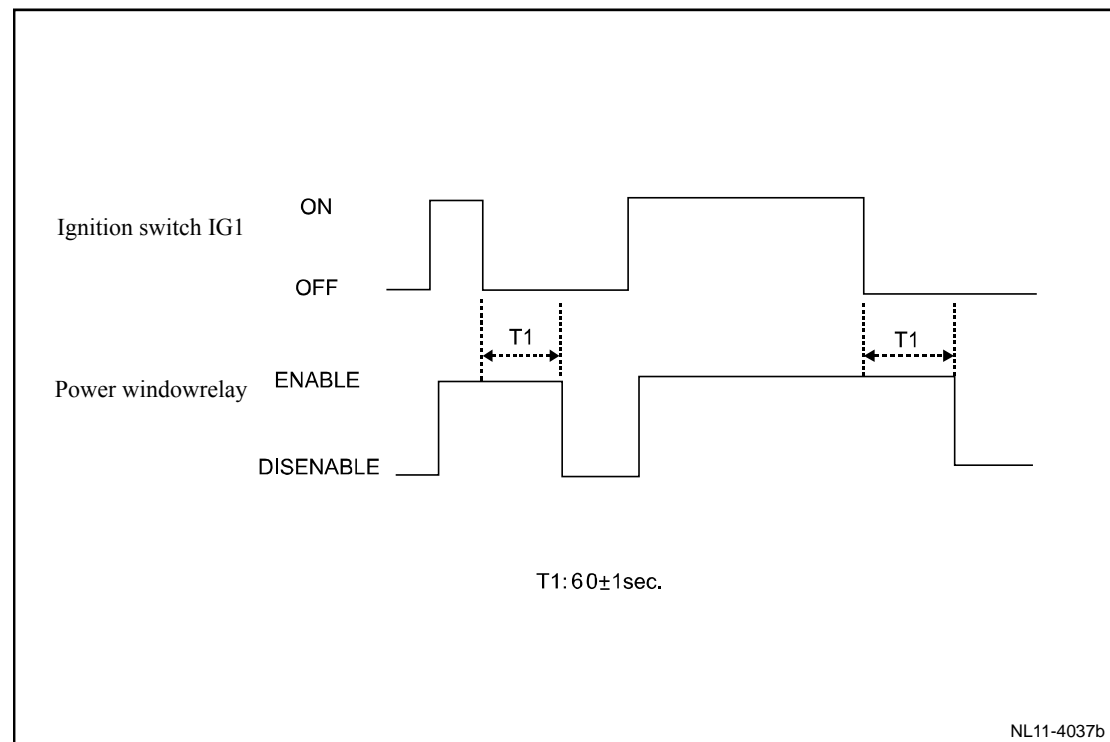 ON
Ignition switch IG1
OFF
T1
T1
ENABLE
Power windowrelay
DISENABLE
T1:60±1sec.
NL11-4037b